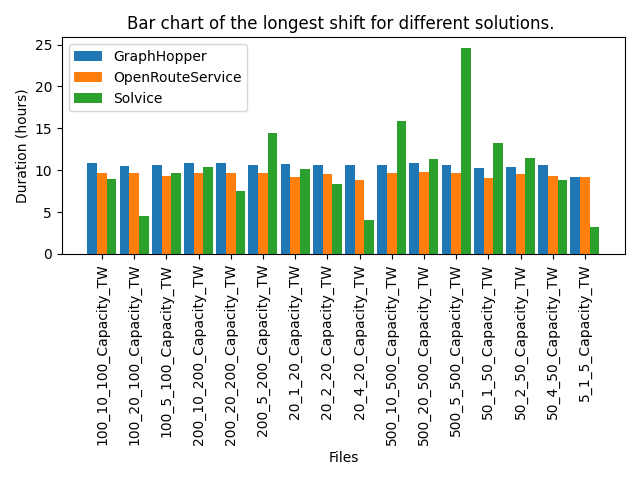 Bar chart of the longest shift for different solutions.
GraphHopper
OpenRouteService
Solvice
Duration (hours)
25
20
15
10
5
0
100_10_100_Capacity_TW
100_20_100_Capacity_TW
100_5_100_Capacity_TW
200_10_200_Capacity_TW
200_20_200_Capacity_TW
200_5_200_Capacity_TW
20_1_20_Capacity_TW
20_2_20_Capacity_TW
20_4_20_Capacity_TW
500_10_500_Capacity_TW
500_20_500_Capacity_TW
500_5_500_Capacity_TW
50_1_50_Capacity_TW
50_2_50_Capacity_TW
50_4_50_Capacity_TW
5_1_5_Capacity_TW
Files